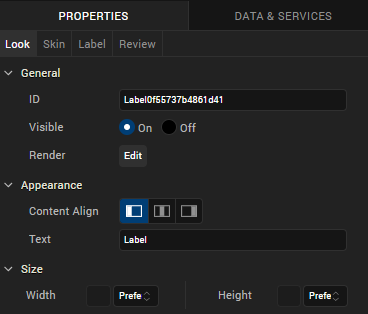 PROPERTIES DATA & SERVICES
Look Skin Label Review
General
ID Label0f55737b4861d41
Visible On Off
Render Edit
Appearance
Content Align
Text Label
Size
Width Prefe Height Prefe